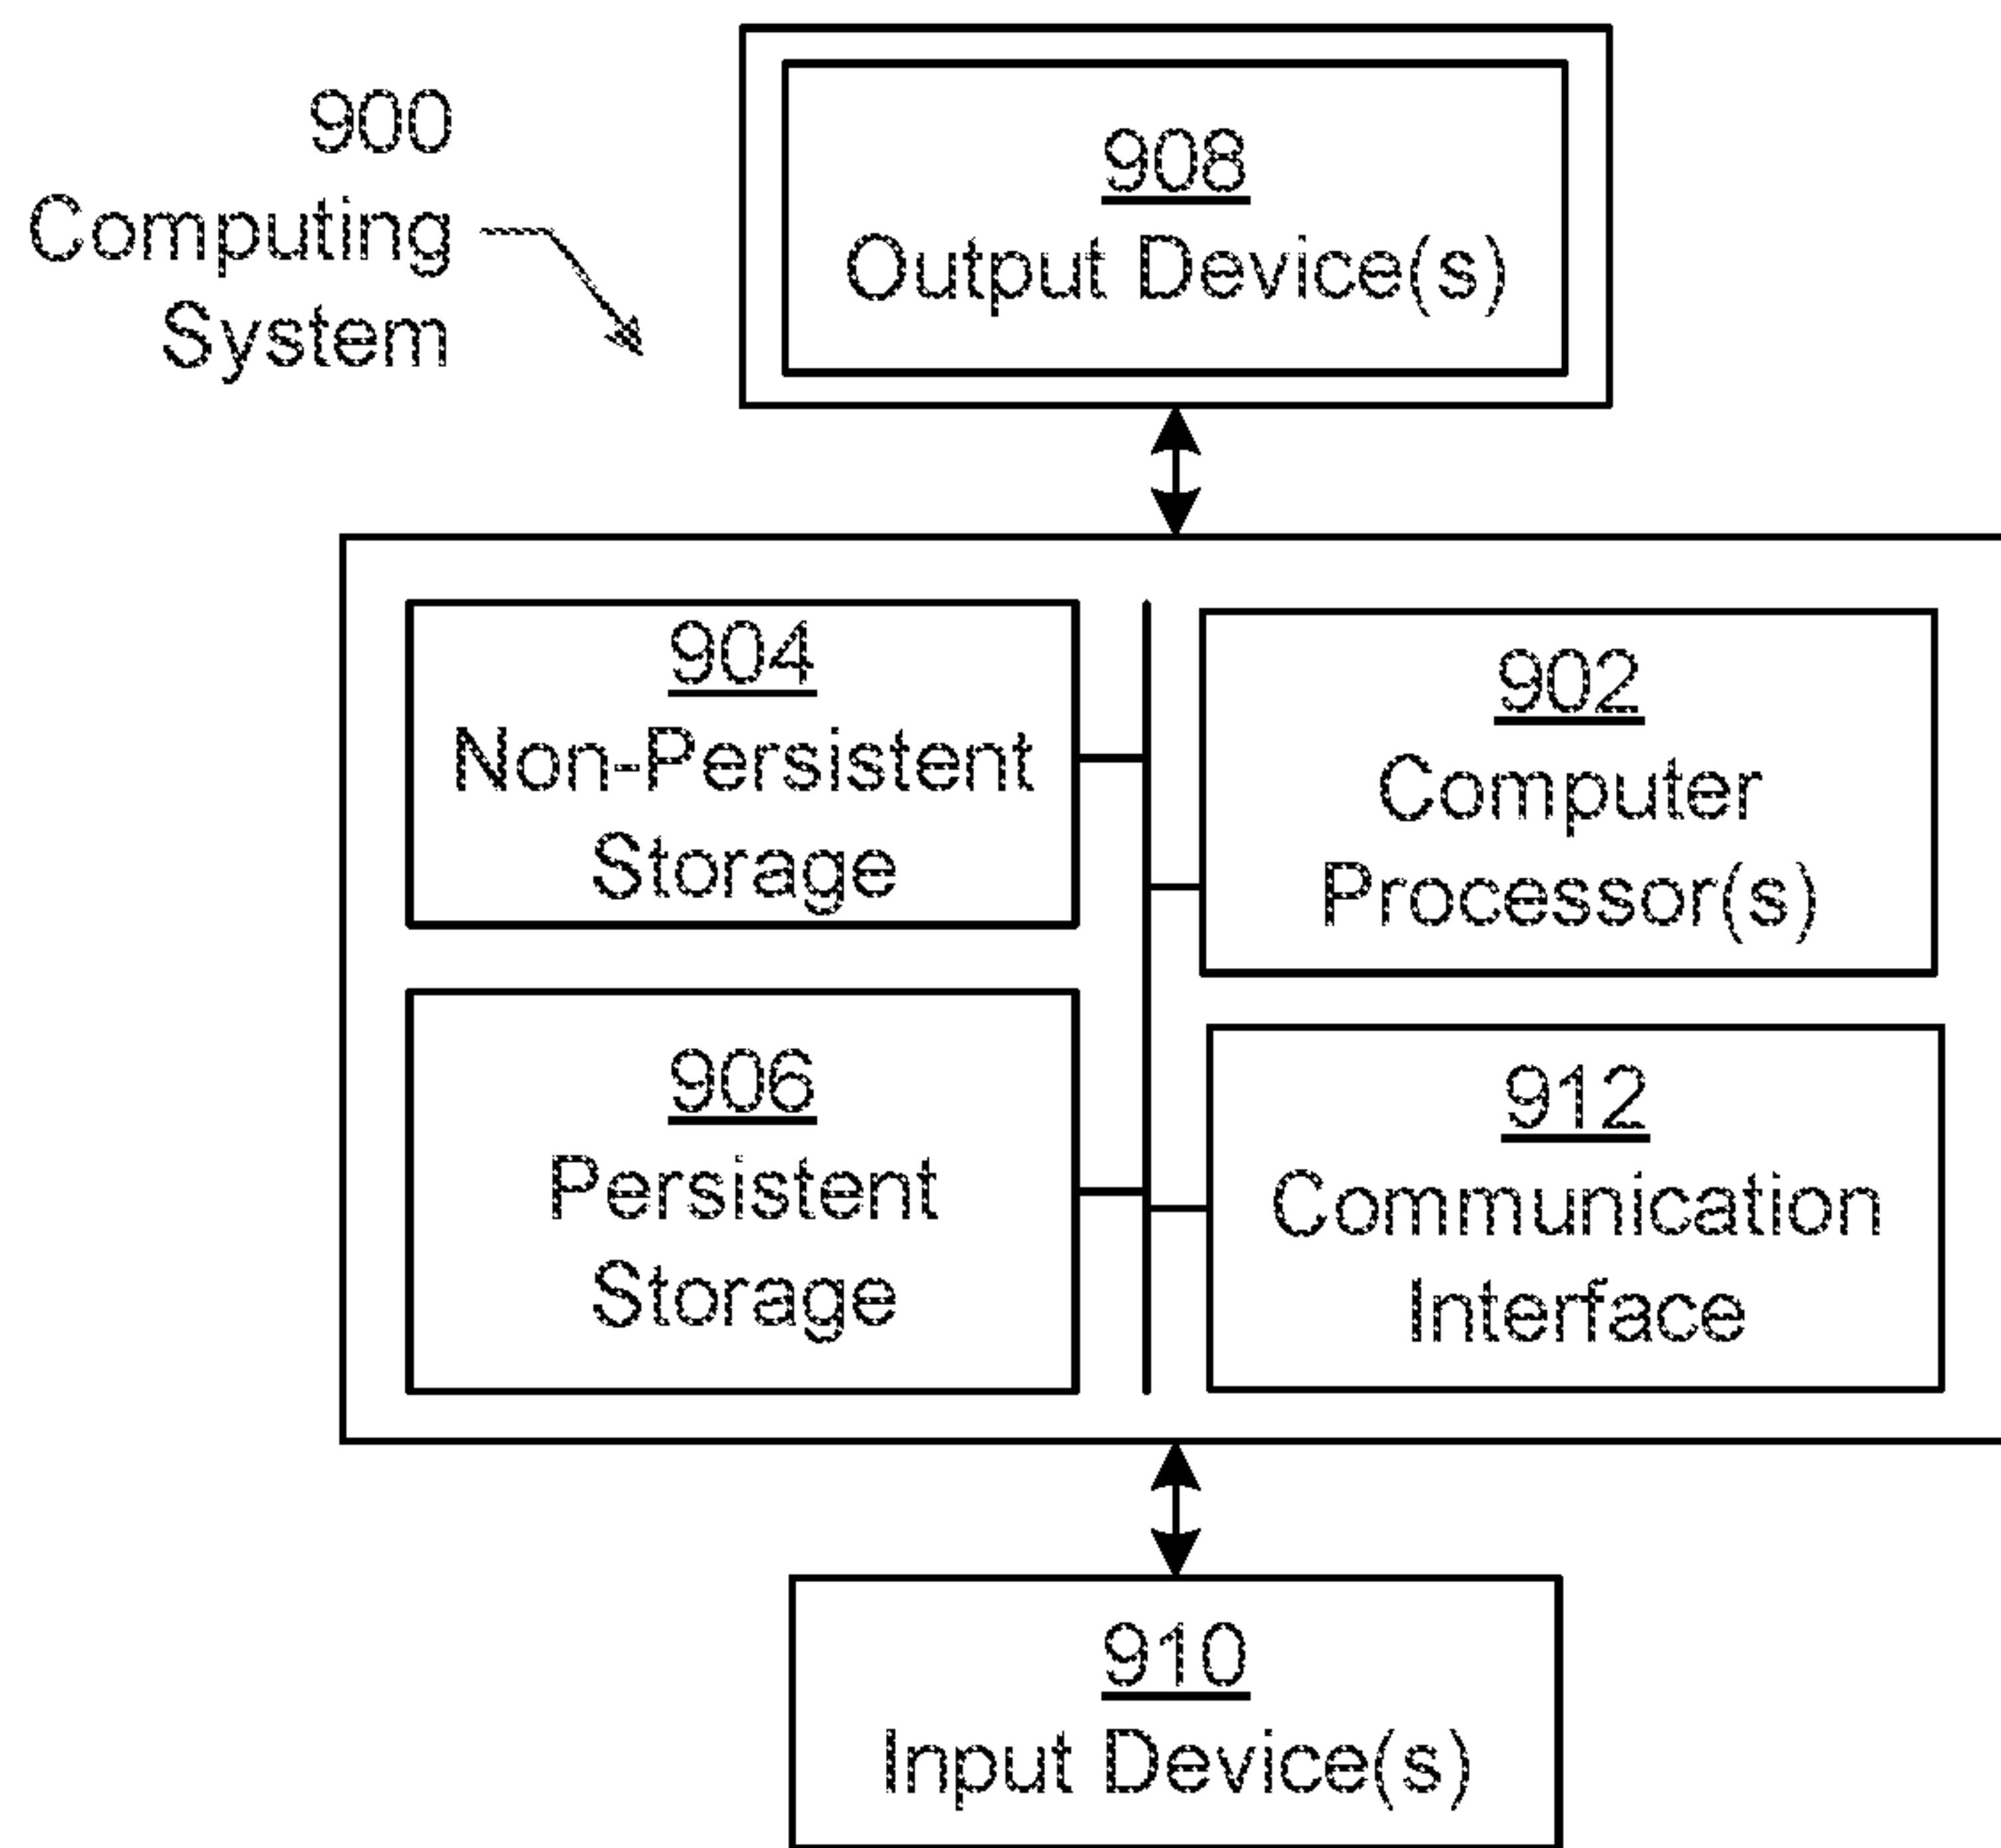 900
Computing
System
908
Output Device(s)
904
Non-Persistent
Storage
902
Computer
Processor(s)
906
Persistent
Storage
912
Communication
Interface
910
Input Device(s)